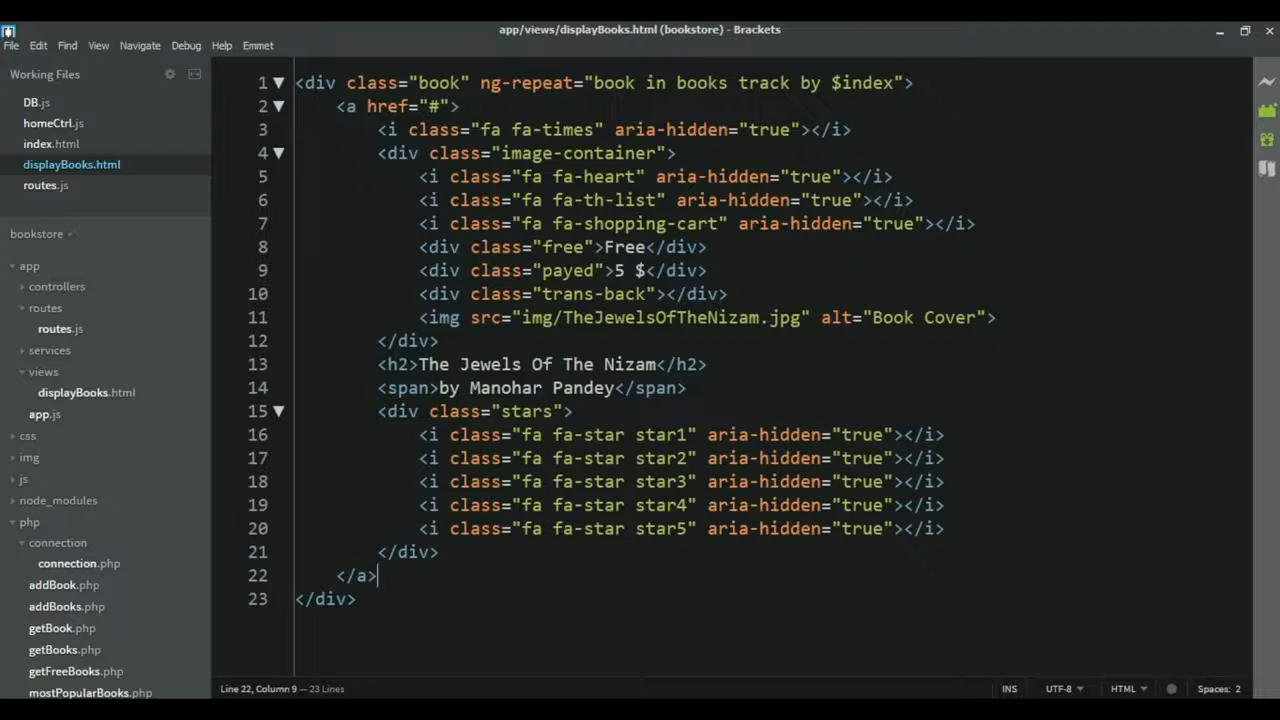 app/views/displayBooks.html (bookstore) - Brackets
File Edit Find View Navigate Debug Help Emmet
Working Files
DB.js
homeCtrl.js
index.html
displayBooks.html
routes.js
bookstore
app
controllers
routes
routes.js
services
views
displayBooks.html
app.js
css
img
js
node_modules
php
connection
connection.php
addBook.php
addBooks.php
getBook.php
getBooks.php
getFreeBooks.php
mostPopularBooks.php
1 <div class="book" ng-repeat="book in books track by $index">
2 <a href="#">
3 <i class="fa fa-times" aria-hidden="true"></i>
4 <div class="image-container">
5 <i class="fa fa-heart" aria-hidden="true"></i>
6 <i class="fa fa-th-list" aria-hidden="true"></i>
7 <i class="fa fa-shopping-cart" aria-hidden="true"></i>
8 <div class="free">Free</div>
9 <div class="payed">5 $</div>
10 <div class="trans-back"></div>
11 <img src="img/TheJewelsOfTheNizam.jpg" alt="Book Cover">
12 </div>
13 <h2>The Jewels Of The Nizam</h2>
14 <span>by Manohar Pandey</span>
15 <div class="stars">
16 <i class="fa fa-star star1" aria-hidden="true"></i>
17 <i class="fa fa-star star2" aria-hidden="true"></i>
18 <i class="fa fa-star star3" aria-hidden="true"></i>
19 <i class="fa fa-star star4" aria-hidden="true"></i>
20 <i class="fa fa-star star5" aria-hidden="true"></i>
21 </div>
22 </a>
23 </div>
Line 22, Column 9 — 23 Lines
INS UTF-8 HTML Spaces: 2